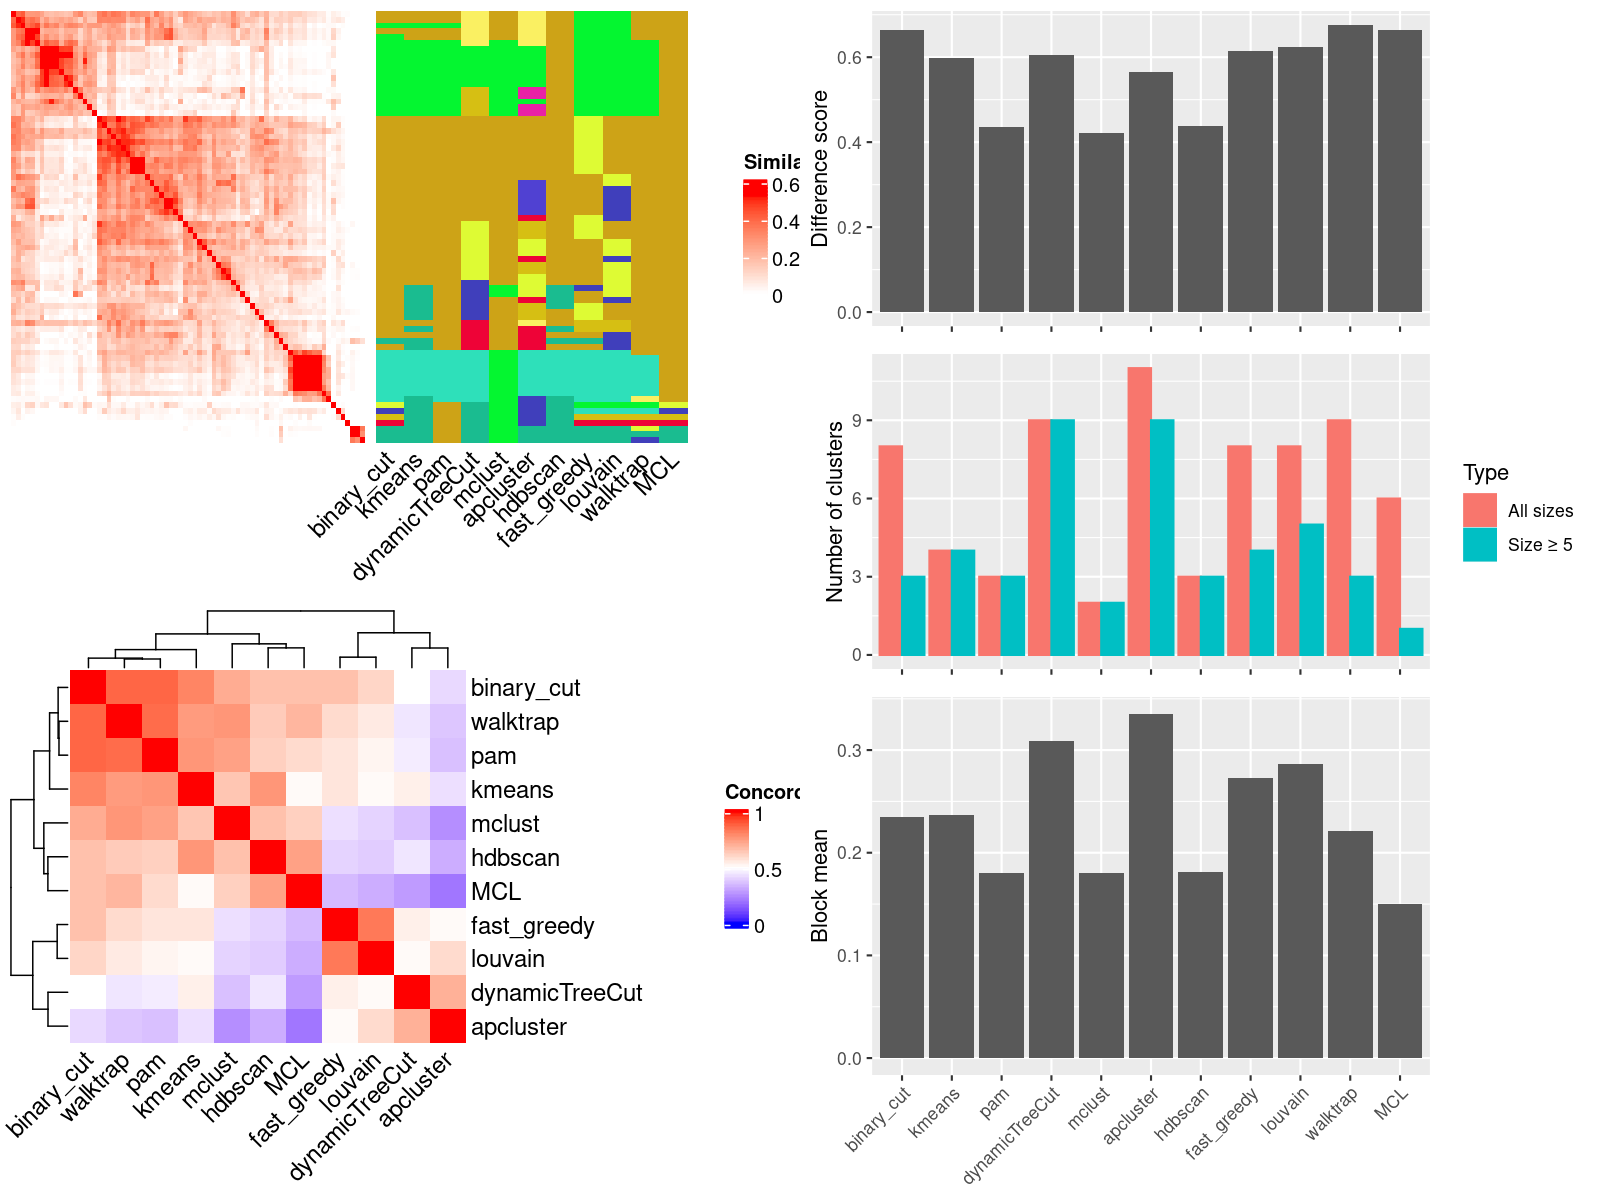 Simila
0.6
0.4
0.2
0
binary_cut
kmeans
pam
dynamicTreeCut
mclust
apcluster
hdbscan
fast_greedy
louvain
walktrap
MCL
binary_cut
walktrap
pam
kmeans
mclust
hdbscan
MCL
fast_greedy
louvain
dynamicTreeCut
apcluster
binary_cut
walktrap
pam
kmeans
mclust
hdbscan
MCL
fast_greedy
louvain
dynamicTreeCut
apcluster
Concord
1
0.5
0
Difference score
0.6
0.4
0.2
0.0
Number of clusters
9
6
3
0
Type
All sizes
Size ≥ 5
Block mean
0.3
0.2
0.1
0.0
binary_cut
kmeans
pam
dynamicTreeCut
mclust
apcluster
hdbscan
fast_greedy
louvain
walktrap
MCL